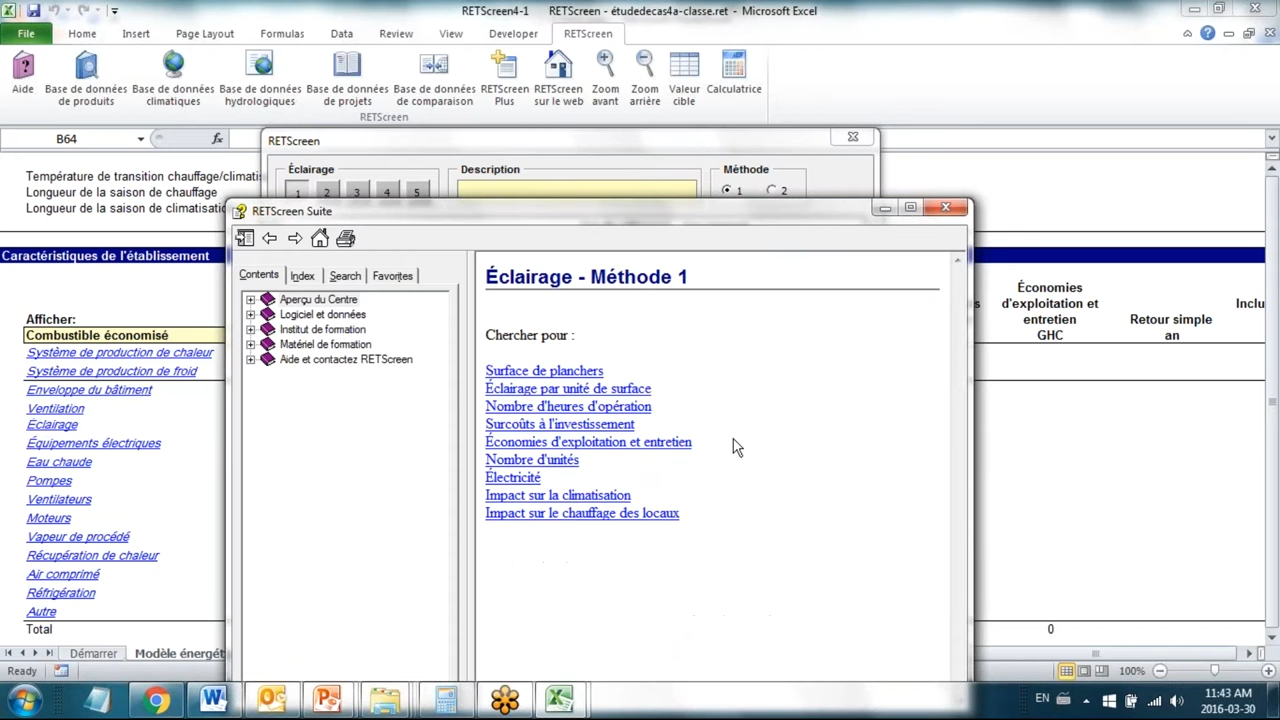 RETScreen4-1 RETScreen - étudedecas4a-classe.ret - Microsoft Excel
File Home Insert Page Layout Formulas Data Review View Developer RETScreen
Aide
Base de données de produits
Base de données climatiques
Base de données hydrologiques
Base de données de projets
Base de données de comparaison
RETScreen Plus
RETScreen sur le web
Zoom avant
Zoom arrière
Valeur cible
Calculatrice
RETScreen
B64 fx
RETScreen
Température de transition chauffage/climatis
Longueur de la saison de chauffage
Longueur de la saison de climatisatio
Éclairage Description Méthode
1 2 3 4 5 1 2
RETScreen Suite
Caractéristiques de l'établissement
Afficher:
Combustible économisé
Système de production de chaleur
Système de production de froid
Enveloppe du bâtiment
Ventilation
Éclairage
Équipements électriques
Eau chaude
Pompes
Ventilateurs
Moteurs
Vapeur de procédé
Récupération de chaleur
Air comprimé
Réfrigération
Autre
Total
Contents Index Search Favorites
Aperçu du Centre
Logiciel et données
Institut de formation
Matériel de formation
Aide et contactez RETScreen
Éclairage - Méthode 1
Chercher pour :
Surface de planchers
Éclairage par unité de surface
Nombre d'heures d'opération
Surcoûts à l'investissement
Économies d'exploitation et entretien
Nombre d'unités
Électricité
Impact sur la climatisation
Impact sur le chauffage des locaux
s
Économies
d'exploitation et
entretien
GHC
Retour simple
an
Inclu
0
Démarrer Modèle énergét
Ready 100%
EN 11:43 AM
2016-03-30